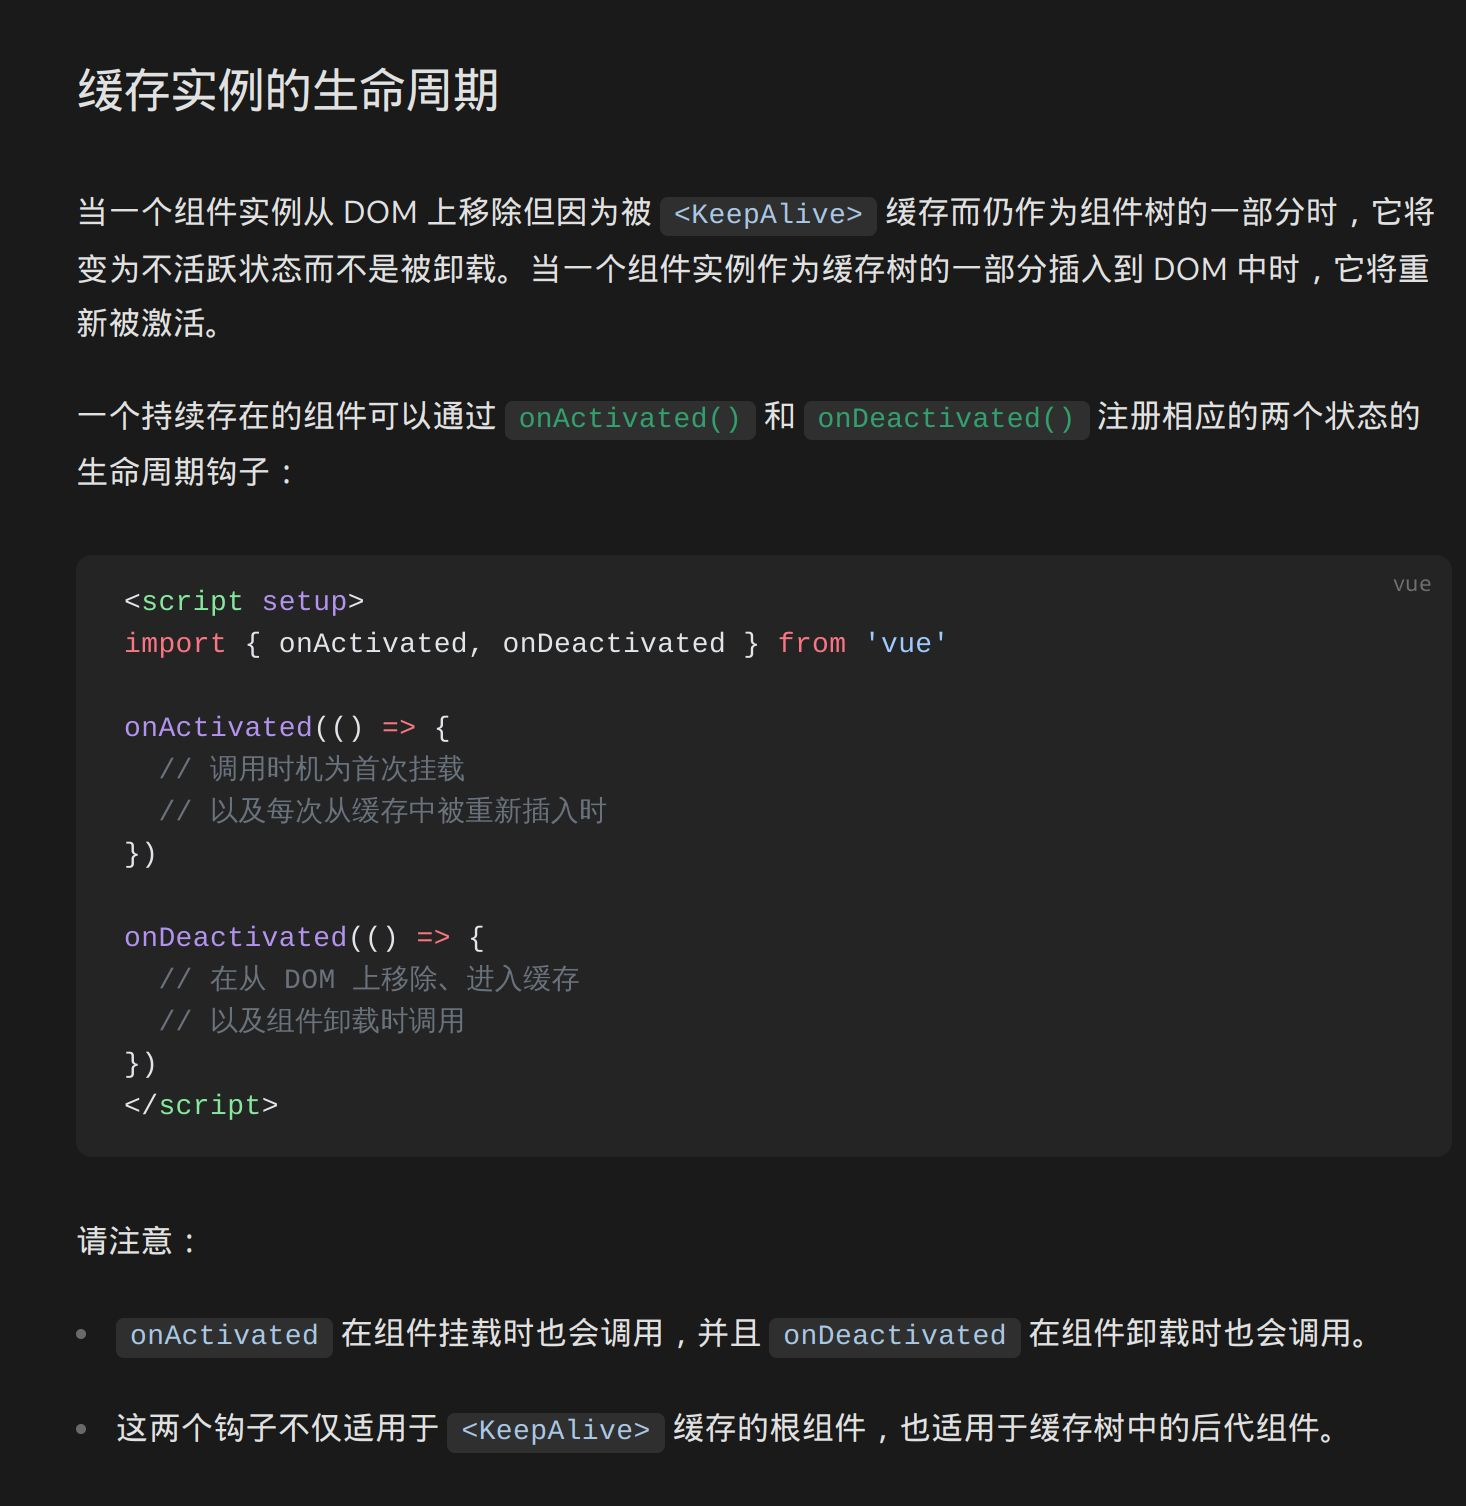 缓存实例的生命周期
当一个组件实例从 DOM 上移除但因为被 <KeepAlive> 缓存而仍作为组件树的一部分时，它将
变为不活跃状态而不是被卸载。当一个组件实例作为缓存树的一部分插入到 DOM 中时，它将重
新被激活。
一个持续存在的组件可以通过 onActivated() 和 onDeactivated() 注册相应的两个状态的
生命周期钩子：
vue
<script setup>
import { onActivated, onDeactivated } from 'vue'
onActivated(() => {
  // 调用时机为首次挂载
  // 以及每次从缓存中被重新插入时
})
onDeactivated(() => {
  // 在从 DOM 上移除、进入缓存
  // 以及组件卸载时调用
})
</script>
请注意：
• onActivated 在组件挂载时也会调用，并且 onDeactivated 在组件卸载时也会调用。
• 这两个钩子不仅适用于 <KeepAlive> 缓存的根组件，也适用于缓存树中的后代组件。